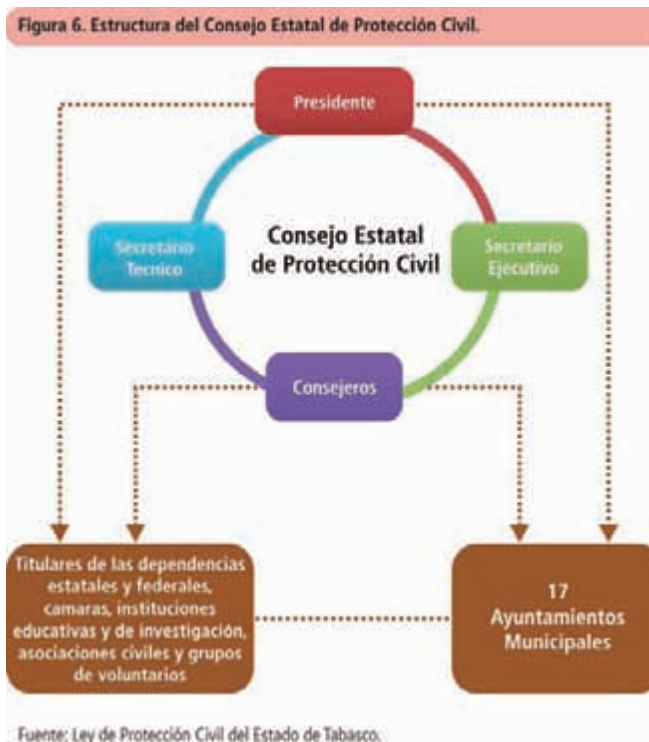 Figura 6. Estructura del Consejo Estatal de Protección Civil.
Presidente
Consejo Estatal
de Protección Civil
Secretario
Tecnico
Secretario
Ejecutivo
Consejeros
Titulares de las dependencias
estatales y federales,
camaras, instituciones
educativas y de investigación,
asociaciones civiles y grupos
de voluntarios
17
Ayuntamientos
Municipales
Fuente: Ley de Protección Civil del Estado de Tabasco.